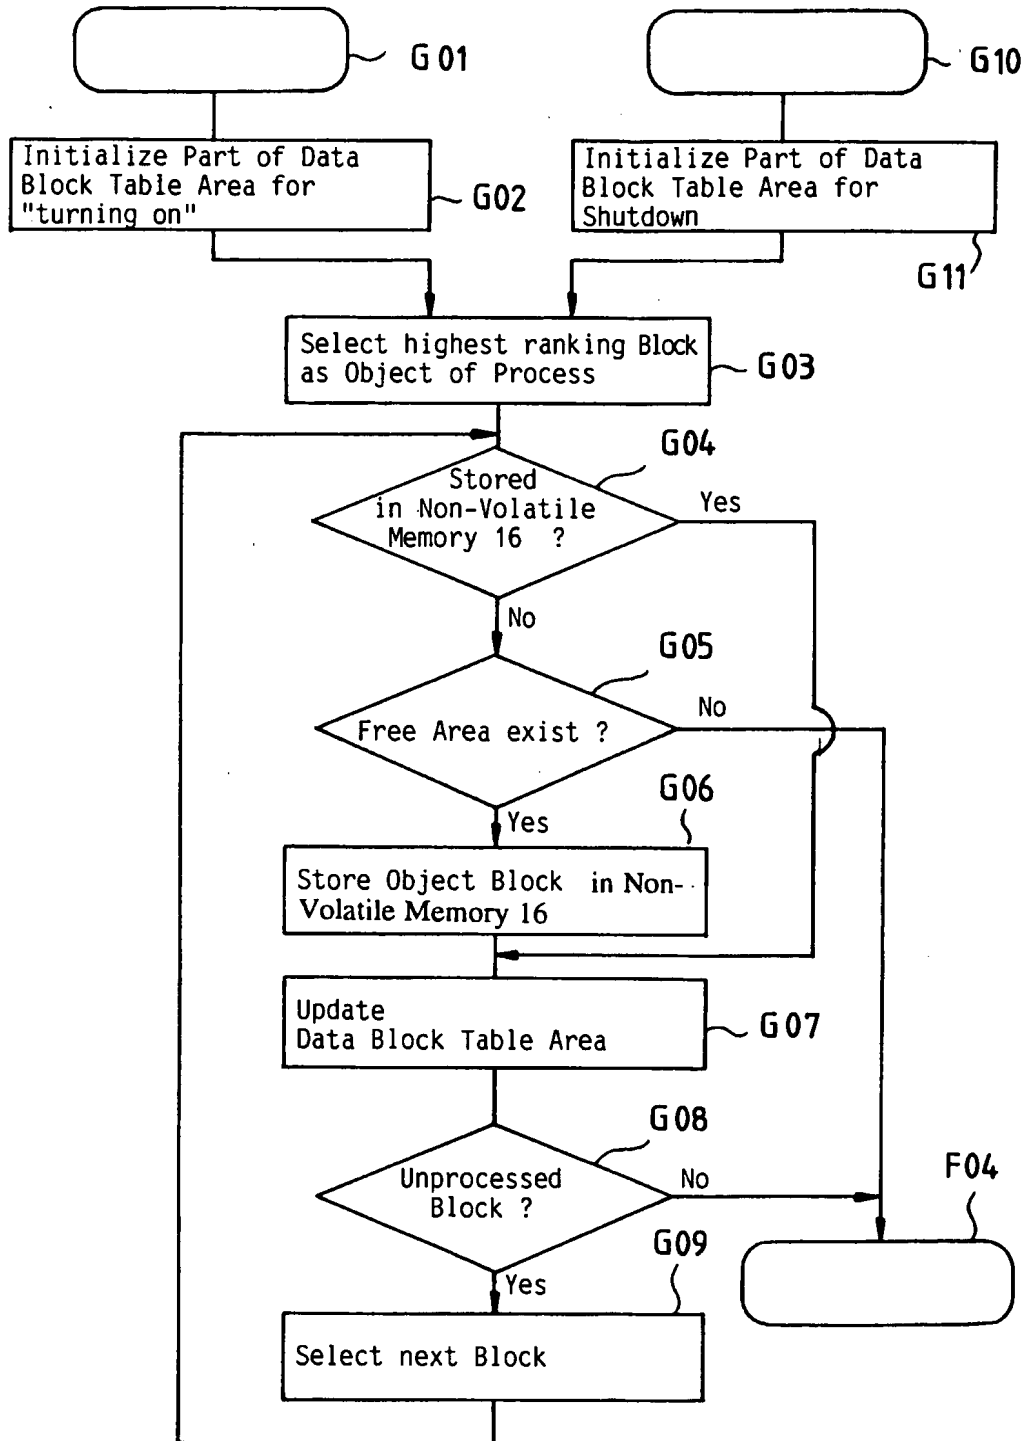 G01
G10
Initialize Part of Data
Block Table Area for
"turning on"
G02
Initialize Part of Data
Block Table Area for
Shutdown
G11
Select highest ranking Block
as Object of Process
G03
G04
Stored
in Non-Volatile
Memory 16 ?
Yes
No
G05
Free Area exist ?
No
G06
Yes
Store Object Block in Non-
Volatile Memory 16
Update
Data Block Table Area
G07
G08
Unprocessed
Block ?
No
F04
G09
Yes
Select next Block